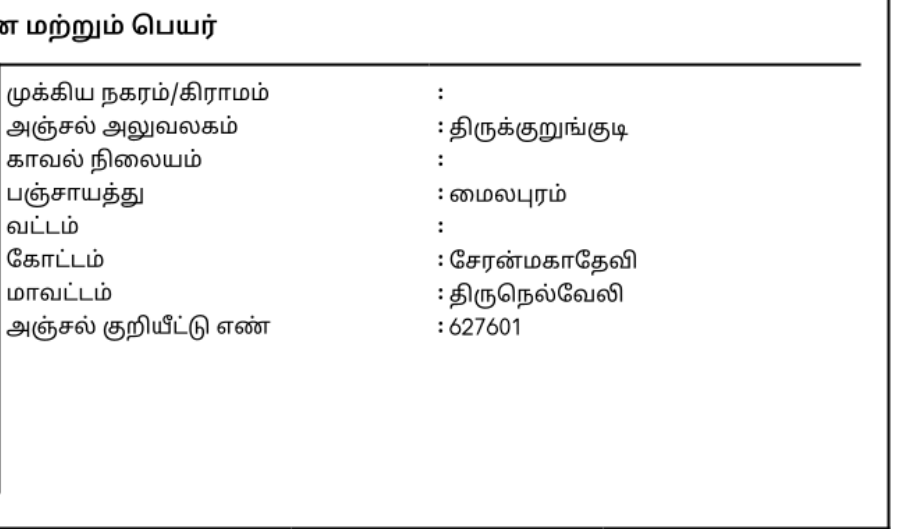 ன மற்றும் பெயர்
முக்கிய நகரம்/கிராமம் :
அஞ்சல் அலுவலகம் : திருக்குறுங்குடி
காவல் நிலையம் :
பஞ்சாயத்து : மைலபுரம்
வட்டம் :
கோட்டம் : சேரன்மகாதேவி
மாவட்டம் : திருநெல்வேலி
அஞ்சல் குறியீட்டு எண் : 627601